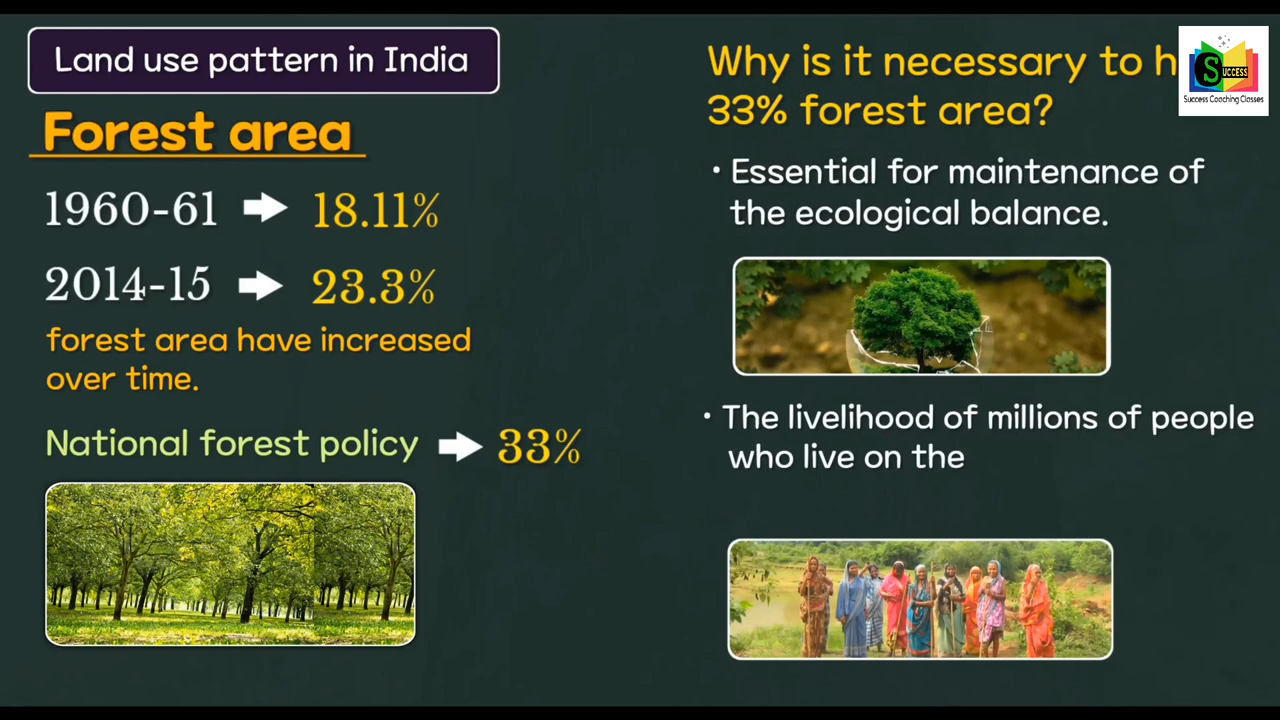 Land use pattern in India
Forest area
1960-61 18.11%
2014-15 23.3%
forest area have increased
over time.
National forest policy 33%
Why is it necessary to h
33% forest area?
· Essential for maintenance of
the ecological balance.
· The livelihood of millions of people
who live on the
SUCCESS
Success Coaching Classes